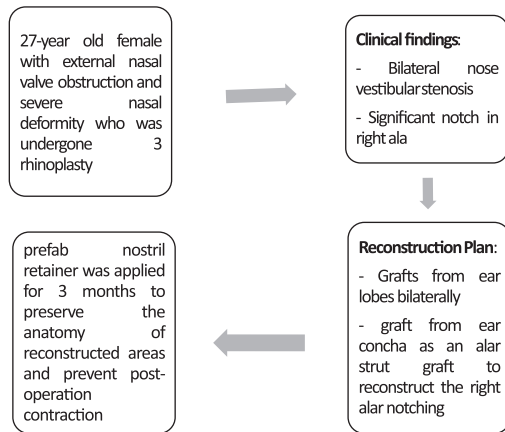 27-year old female
with external nasal
valve obstruction and
severe nasal
deformity who was
undergone 3
rhinoplasty
Clinical findings:
- Bilateral nose
vestibular stenosis
- Significant notch in
right ala
Reconstruction Plan:
- Grafts from ear
lobes bilaterally
- graft from ear
concha as an alar
strut graft to
reconstruct the right
alar notching
prefab nostril
retainer was applied
for 3 months to
preserve the
anatomy of
reconstructed areas
and prevent post-
operation
contraction